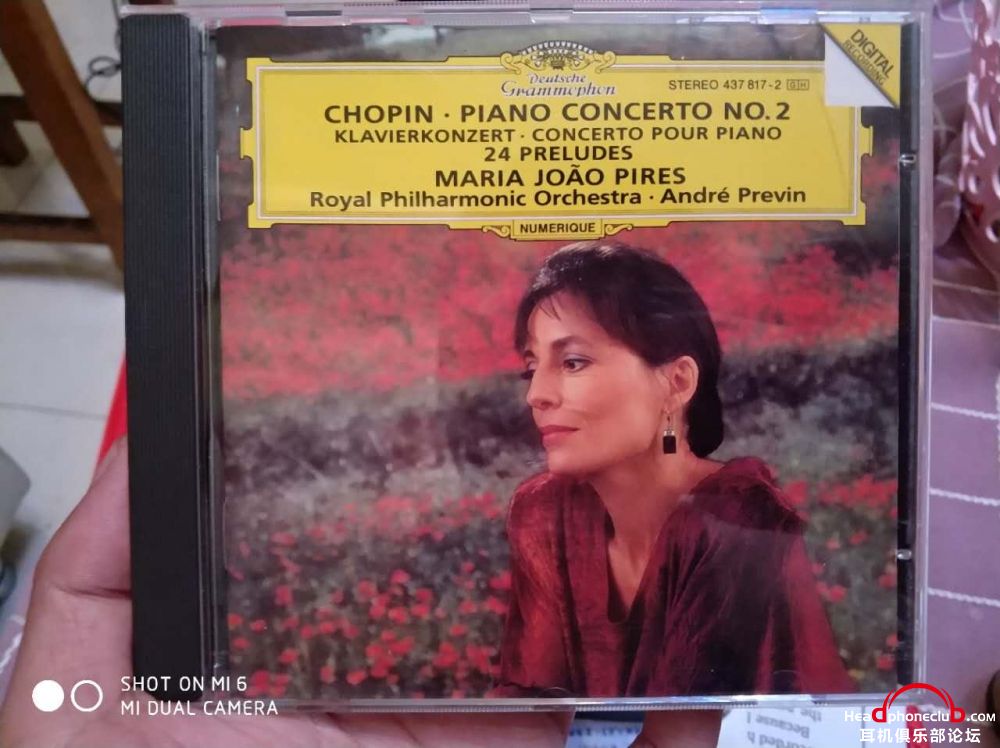 DIGITAL
RECORDING
Deutsche
Grammophon
STEREO 437 817-2 GH
CHOPIN · PIANO CONCERTO NO. 2
KLAVIERKONZERT · CONCERTO POUR PIANO
24 PRELUDES
MARIA JOÃO PIRES
Royal Philharmonic Orchestra · André Previn
NUMERIQUE
SHOT ON MI 6
MI DUAL CAMERA
the
Because I
Headphoneclub.com
耳机俱乐部论坛